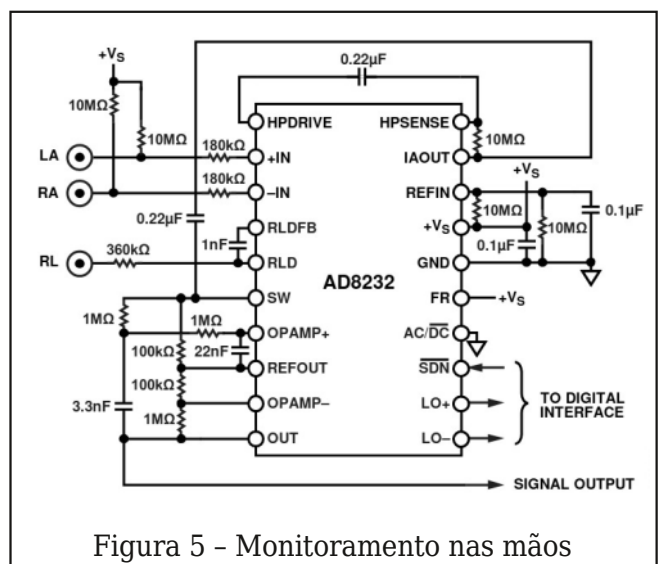 +VS
0.22μF
10MΩ
HPDRIVE
HPSENSE
10MΩ
180kΩ
10MΩ
LA
+IN
IAOUT
+VS
180kΩ
RA
–IN
REFIN
0.22μF
10MΩ
0.1μF
RLDFB
+VS
10MΩ
1nF
0.1μF
360kΩ
RL
RLD
GND
AD8232
SW
FR
+VS
1MΩ
1MΩ
OPAMP+
AC/DC
100kΩ
22nF
REFOUT
SDN
100kΩ
TO DIGITAL
INTERFACE
3.3nF
OPAMP–
LO+
1MΩ
OUT
LO–
SIGNAL OUTPUT
Figura 5 – Monitoramento nas mãos